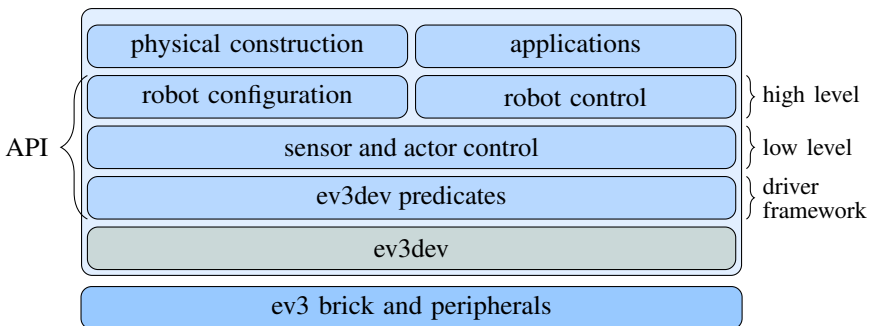 physical construction
applications
robot configuration
robot control
high level
API
sensor and actor control
low level
ev3dev predicates
driver
framework
ev3dev
ev3 brick and peripherals